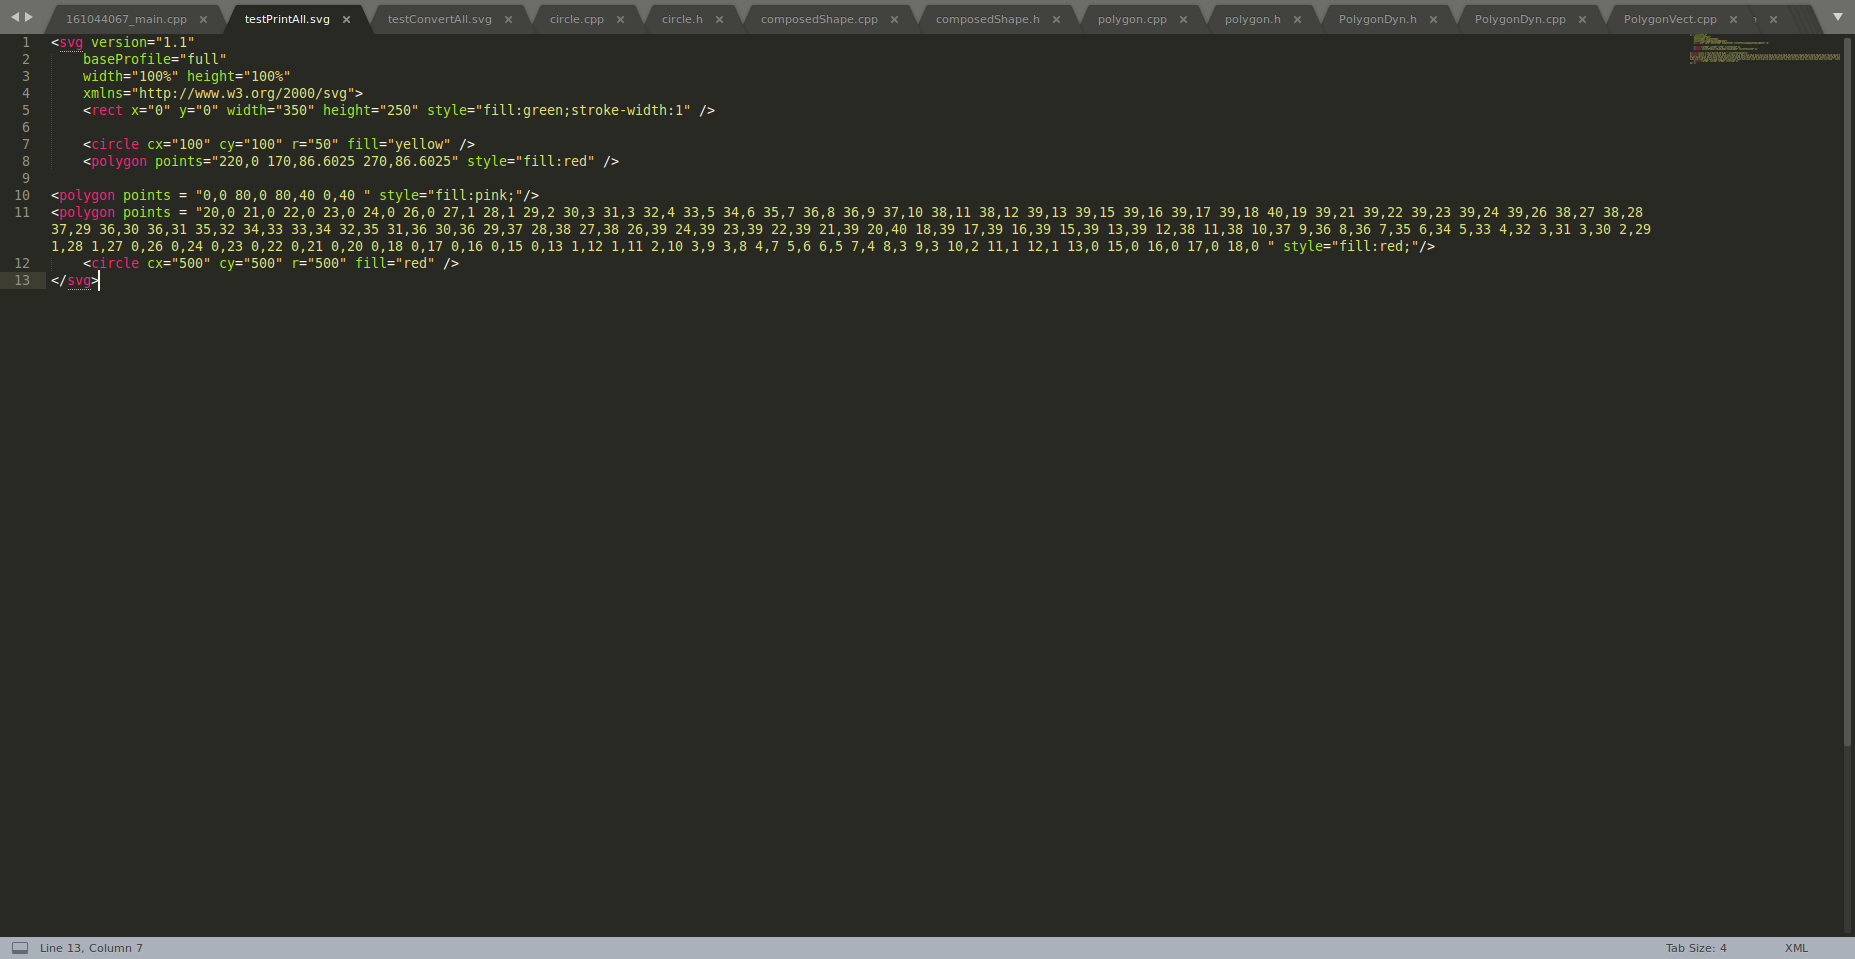 161044067_main.cpp × testPrintAll.svg × testConvertAll.svg × circle.cpp × circle.h × composedShape.cpp × composedShape.h × polygon.cpp × polygon.h × PolygonDyn.h × PolygonDyn.cpp × PolygonVect.cpp × ×
1 <svg version="1.1"
2     baseProfile="full"
3     width="100%" height="100%"
4     xmlns="http://www.w3.org/2000/svg">
5     <rect x="0" y="0" width="350" height="250" style="fill:green;stroke-width:1" />
6
7     <circle cx="100" cy="100" r="50" fill="yellow" />
8     <polygon points="220,0 170,86.6025 270,86.6025" style="fill:red" />
9
10 <polygon points = "0,0 80,0 80,40 0,40 " style="fill:pink;"/>
11 <polygon points = "20,0 21,0 22,0 23,0 24,0 26,0 27,1 28,1 29,2 30,3 31,3 32,4 33,5 34,6 35,7 36,8 36,9 37,10 38,11 38,12 39,13 39,15 39,16 39,17 39,18 40,19 39,21 39,22 39,23 39,24 39,26 38,27 38,28
37,29 36,30 36,31 35,32 34,33 33,34 32,35 31,36 30,36 29,37 28,38 27,38 26,39 24,39 23,39 22,39 21,39 20,40 18,39 17,39 16,39 15,39 13,39 12,38 11,38 10,37 9,36 8,36 7,35 6,34 5,33 4,32 3,31 3,30 2,29
1,28 1,27 0,26 0,24 0,23 0,22 0,21 0,20 0,18 0,17 0,16 0,15 0,13 1,12 1,11 2,10 3,9 3,8 4,7 5,6 6,5 7,4 8,3 9,3 10,2 11,1 12,1 13,0 15,0 16,0 17,0 18,0 " style="fill:red;"/>
12     <circle cx="500" cy="500" r="500" fill="red" />
13 </svg>
Line 13, Column 7 Tab Size: 4 XML